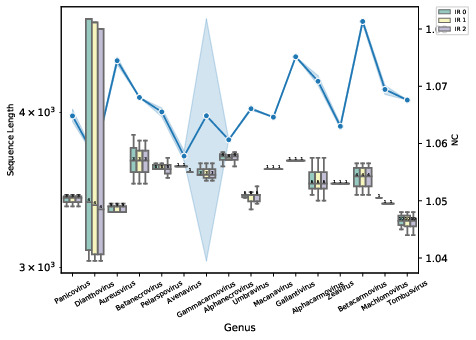 IR 0
IR 1
IR 2
Sequence Length
4 × 10³
3 × 10³
1.07
1.06
1.05
1.04
NC
Panicovirus
Dianthovirus
Aureusvirus
Betanecrovirus
Pelarspovirus
Avenavirus
Gammacarmovirus
Alphanecrovirus
Umbravirus
Macanavirus
Gallantivirus
Alphacarmovirus
Zeavirus
Betacarmovirus
Machlomovirus
Tombusvirus
Genus